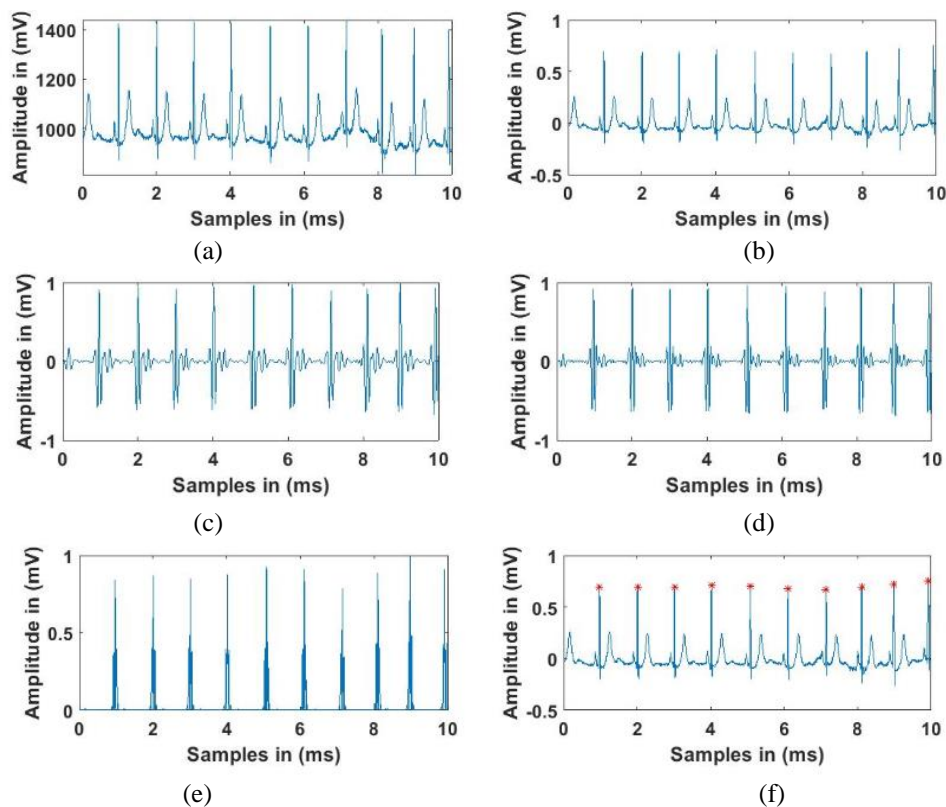 1400
1200
1000
Amplitude in (mV)
0 2 4 6 8 10
Samples in (ms)
(a)
1
0.5
0
-0.5
Amplitude in (mV)
0 2 4 6 8 10
Samples in (ms)
(b)
1
0
-1
Amplitude in (mV)
0 2 4 6 8 10
Samples in (ms)
(c)
1
0
-1
Amplitude in (mV)
0 2 4 6 8 10
Samples in (ms)
(d)
1
0.5
0
Amplitude in (mV)
0 2 4 6 8 10
Samples in (ms)
(e)
1
0.5
0
-0.5
Amplitude in (mV)
0 2 4 6 8 10
Samples in (ms)
(f)